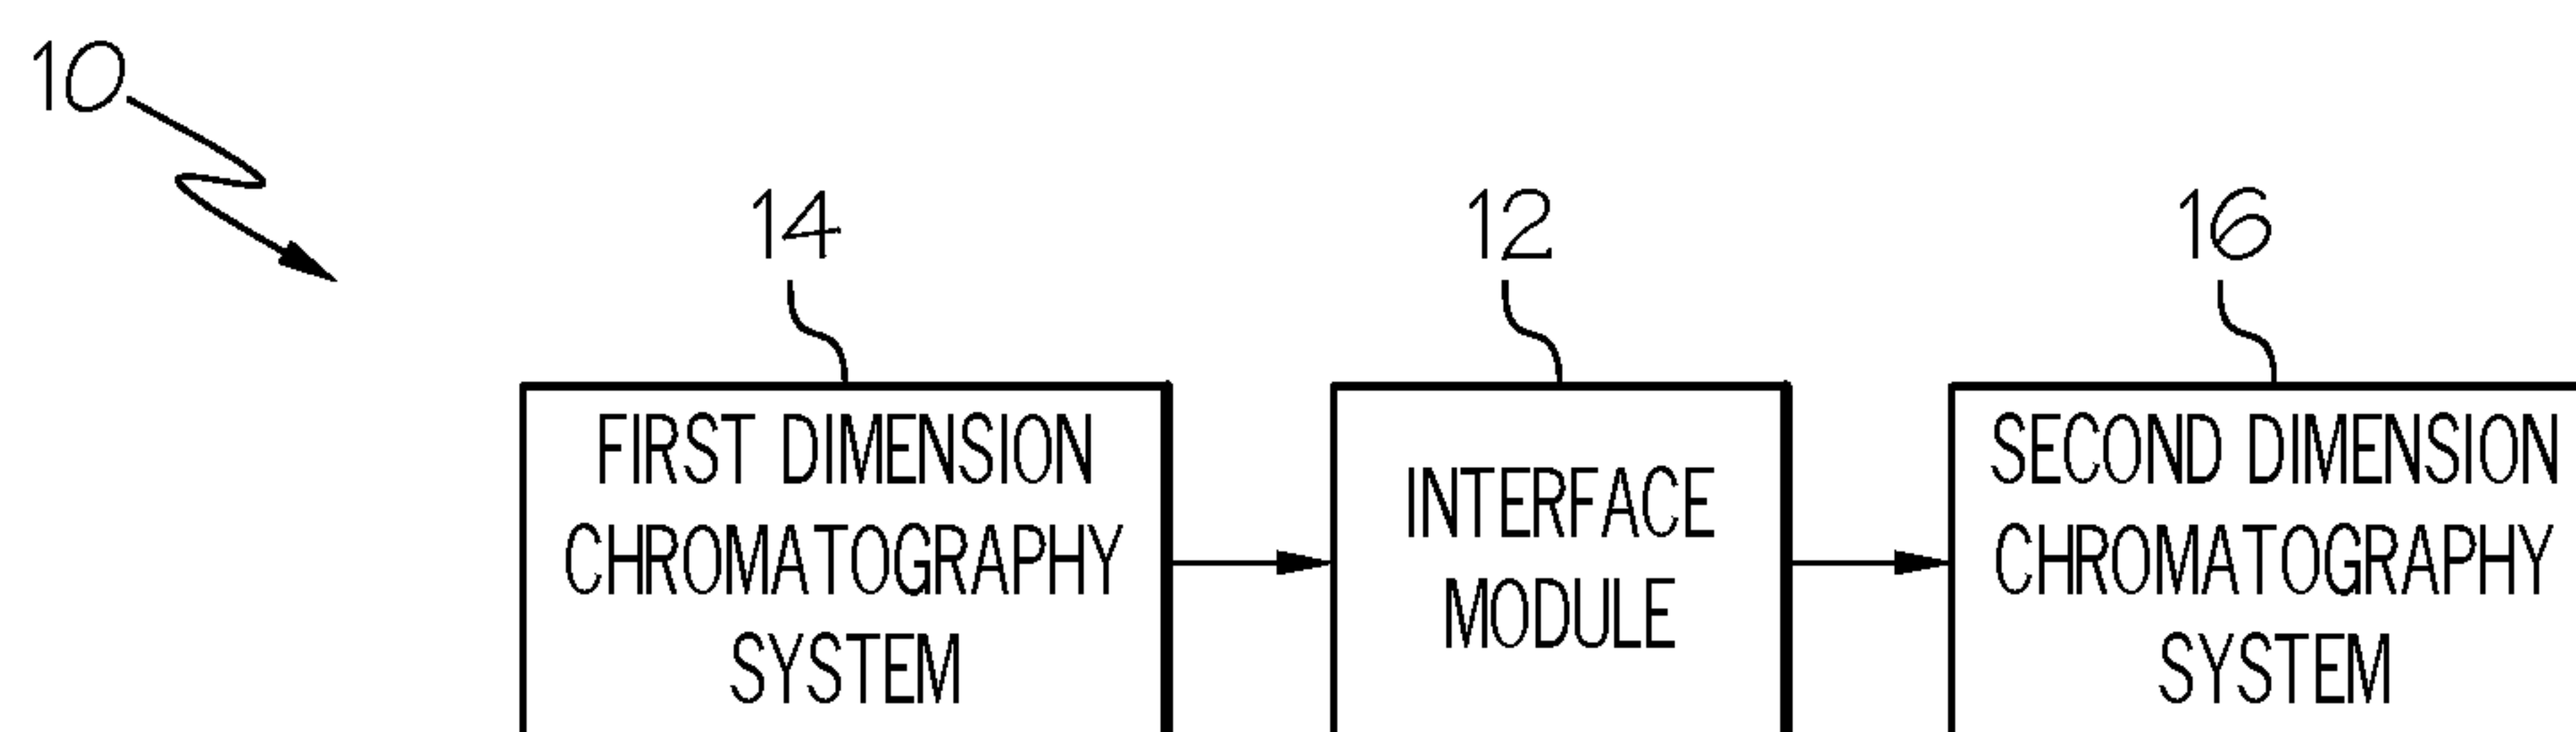 10
14
12
16
FIRST DIMENSION
CHROMATOGRAPHY
SYSTEM
INTERFACE
MODULE
SECOND DIMENSION
CHROMATOGRAPHY
SYSTEM